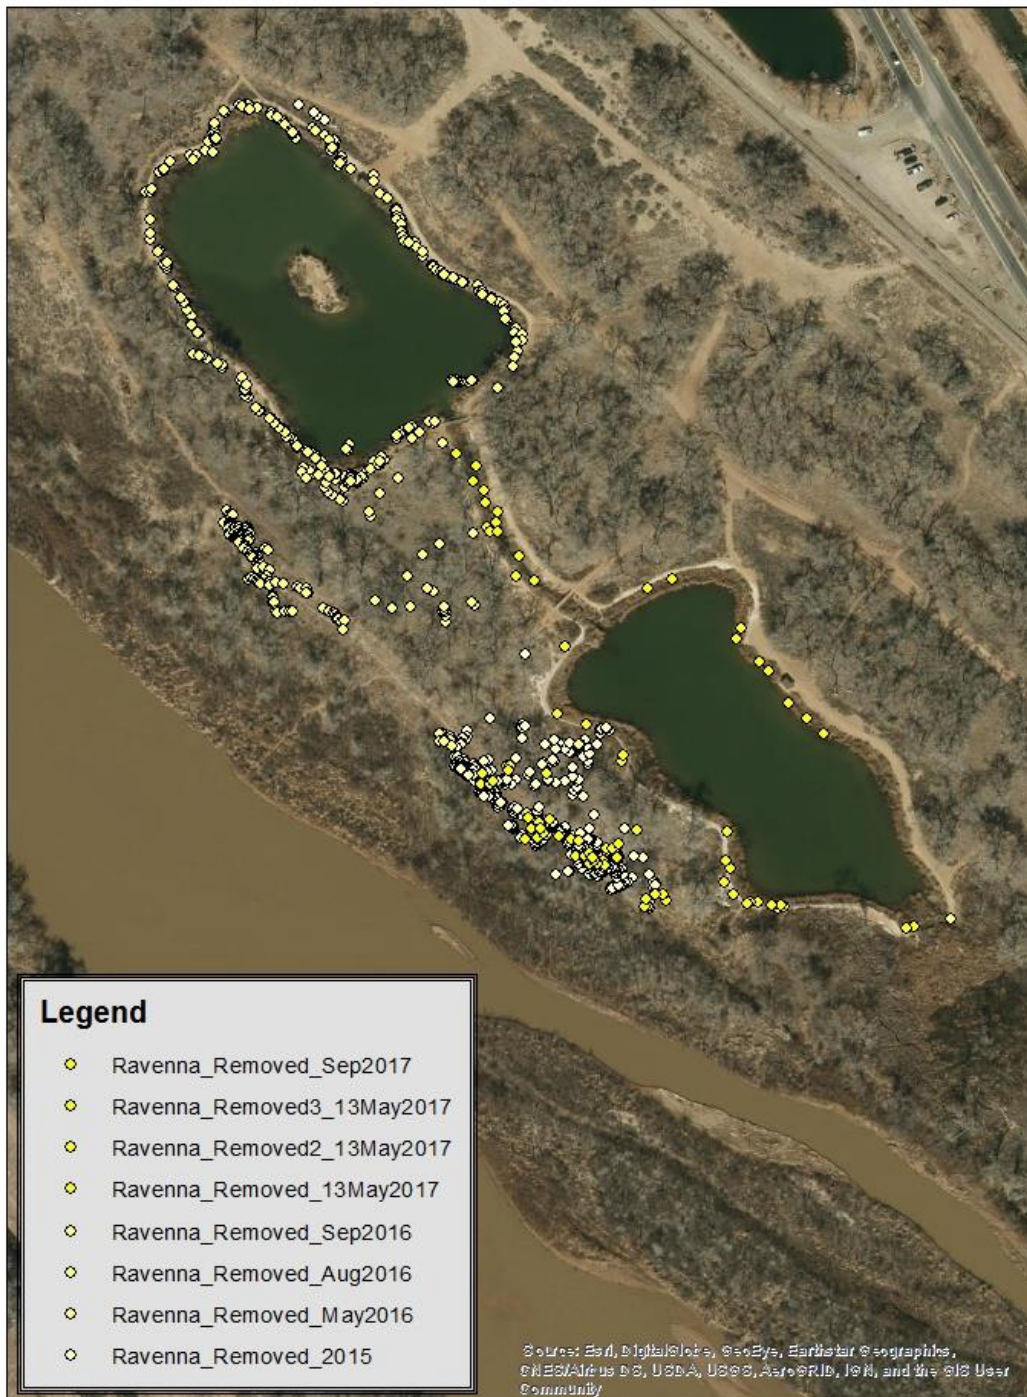 Legend
Ravenna_Removed_Sep2017
Ravenna_Removed3_13May2017
Ravenna_Removed2_13May2017
Ravenna_Removed_13May2017
Ravenna_Removed_Sep2016
Ravenna_Removed_Aug2016
Ravenna_Removed_May2016
Ravenna_Removed_2015
Source: Esri, DigitalGlobe, GeoEye, Earthstar Geographics,
CNES/Airbus DS, USDA, USGS, AeroGRID, IGN, and the GIS User
Community